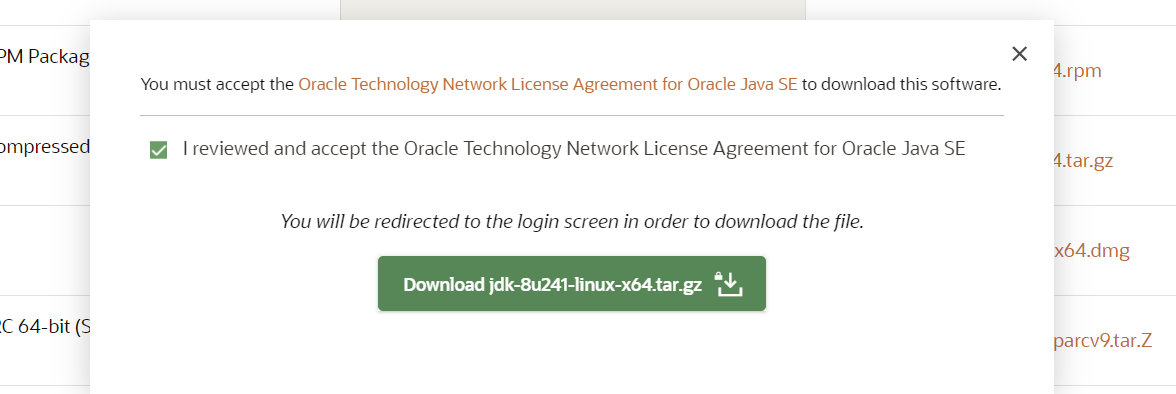 PM Packag
You must accept the Oracle Technology Network License Agreement for Oracle Java SE to download this software.
4.rpm
ompressed
I reviewed and accept the Oracle Technology Network License Agreement for Oracle Java SE
4.tar.gz
You will be redirected to the login screen in order to download the file.
x64.dmg
Download jdk-8u241-linux-x64.tar.gz
RC 64-bit (S
parcv9.tar.Z